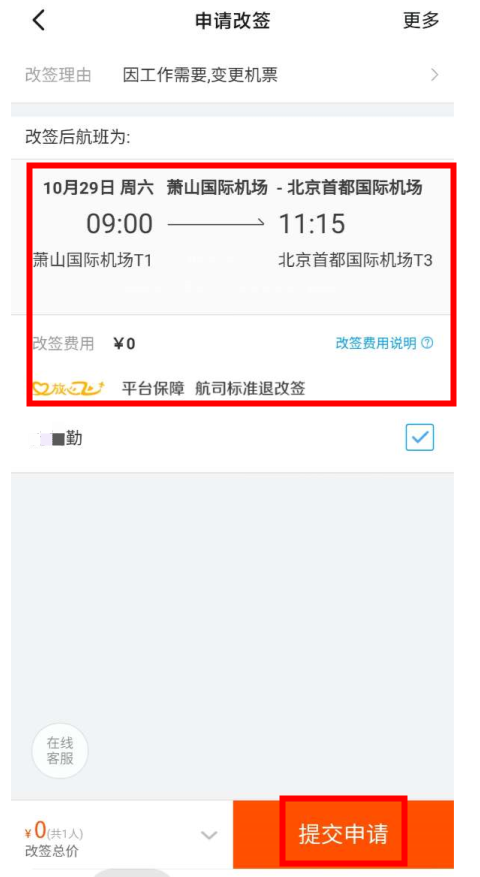 申请改签 更多
改签理由 因工作需要,变更机票
改签后航班为:
10月29日 周六 萧山国际机场 - 北京首都国际机场
09:00 11:15
萧山国际机场T1 北京首都国际机场T3
改签费用 ¥0 改签费用说明 ?
放心飞 平台保障 航司标准退改签
勤
在线
客服
¥0(共1人)
改签总价
提交申请